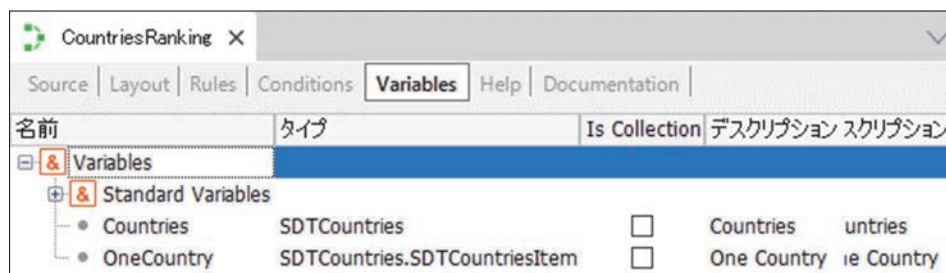 CountriesRanking X
Source | Layout | Rules | Conditions | Variables | Help | Documentation |
名前 タイプ Is Collection デスクリプション スクリプション
& Variables
& Standard Variables
Countries SDTCountries Countries untries
OneCountry SDTCountries.SDTCountriesItem One Country ıe Country